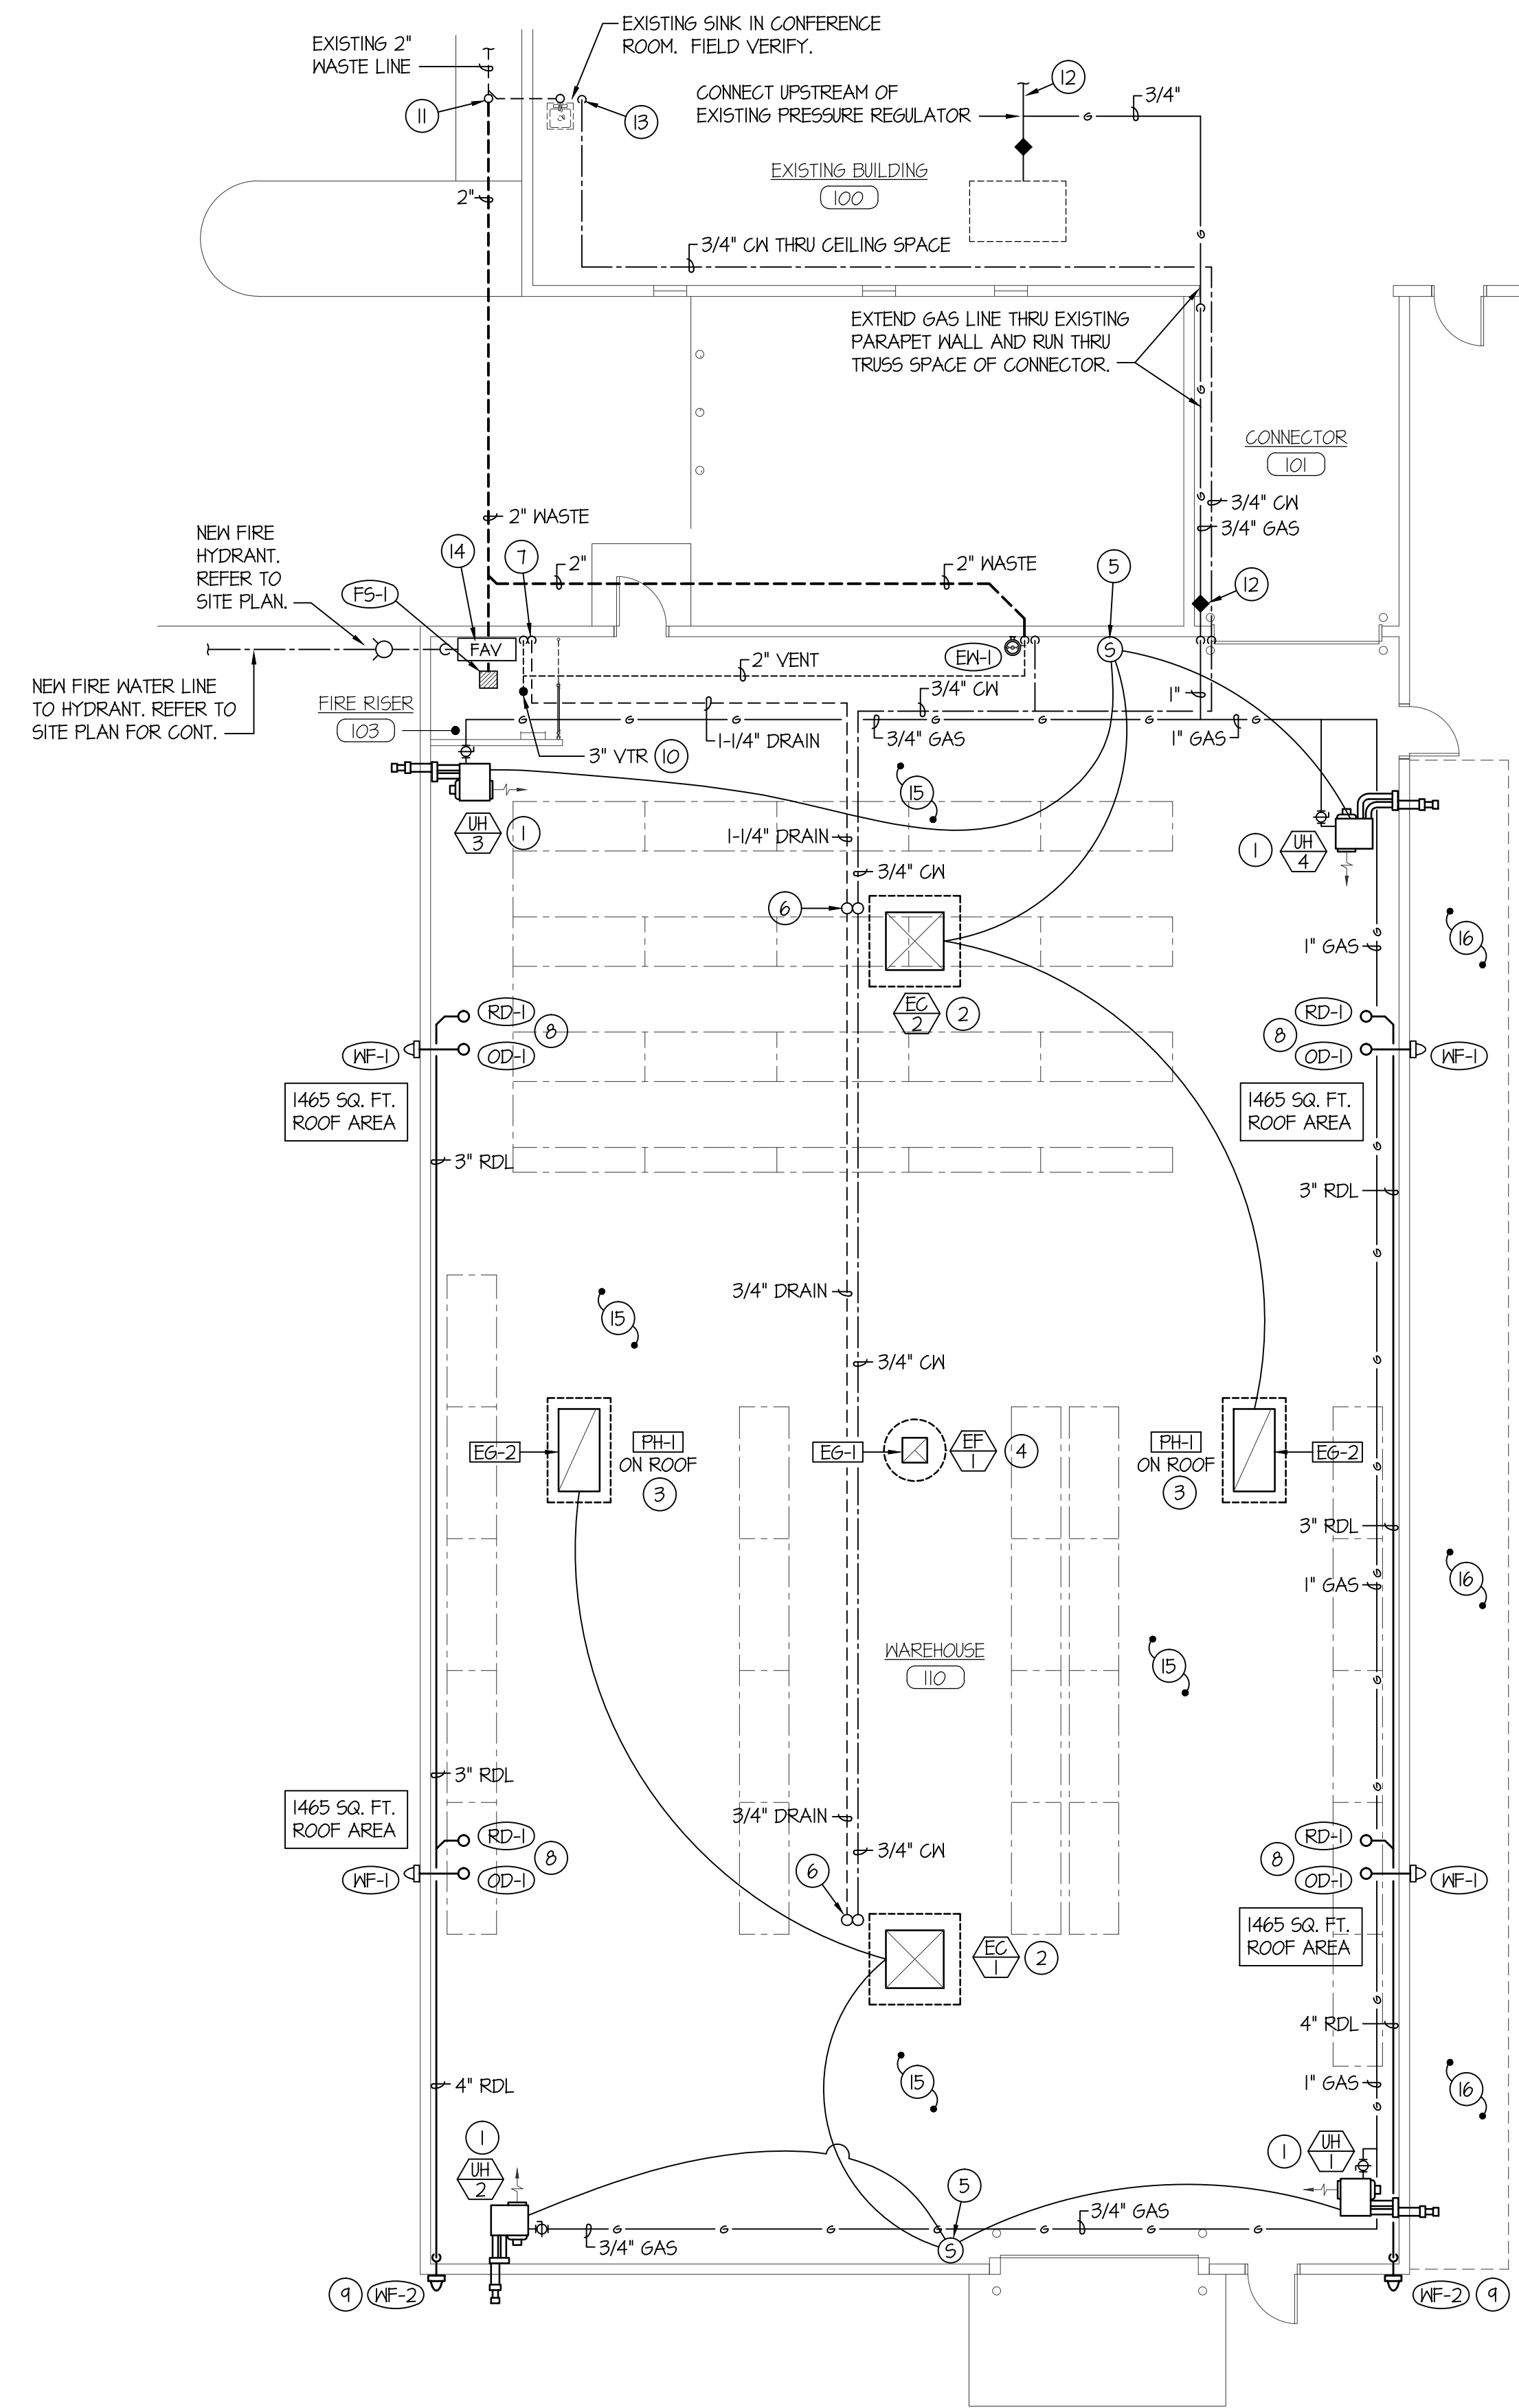 EXISTING SINK IN CONFERENCE
ROOM. FIELD VERIFY.
EXISTING 2"
WASTE LINE
11
13
CONNECT UPSTREAM OF
EXISTING PRESSURE REGULATOR
12
3/4"
G
EXISTING BUILDING
100
2"
G
3/4" CW THRU CEILING SPACE
EXTEND GAS LINE THRU EXISTING
PARAPET WALL AND RUN THRU
TRUSS SPACE OF CONNECTOR.
G
CONNECTOR
101
G
3/4" CW
3/4" GAS
2" WASTE
NEW FIRE
HYDRANT.
REFER TO
SITE PLAN.
14
7
2"
2" WASTE
5
12
FS-1
FAV
EW-1
S
2" VENT
NEW FIRE WATER LINE
TO HYDRANT. REFER TO
SITE PLAN FOR CONT.
FIRE RISER
103
3/4" CW
1"
G G G G G G
1-1/4" DRAIN
3/4" GAS
1" GAS
3" VTR 10
15
UH
3
1
1-1/4" DRAIN
1
UH
4
3/4" CW
6
G
1" GAS
16
EC
2
2
RD-1
8
OD-1
WF-1
8
RD-1
OD-1
WF-1
1465 SQ. FT.
ROOF AREA
1465 SQ. FT.
ROOF AREA
3" RDL
G
3" RDL
G
3/4" DRAIN
15
3/4" CW
G
EG-2
PH-1
ON ROOF
3
EG-1
EF
1
4
PH-1
ON ROOF
3
EG-2
G
3" RDL
G
1" GAS
16
WAREHOUSE
110
15
G
3" RDL
1465 SQ. FT.
ROOF AREA
3/4" DRAIN
G
RD-1
8
OD-1
WF-1
3/4" CW
6
RD-1
8
OD-1
WF-1
1465 SQ. FT.
ROOF AREA
EC
1
2
G
4" RDL
4" RDL
15
1" GAS
16
G
1
UH
2
1
UH
1
5
3/4" GAS
G G G G G G G
3/4" GAS
S
9
WF-2
WF-2
9